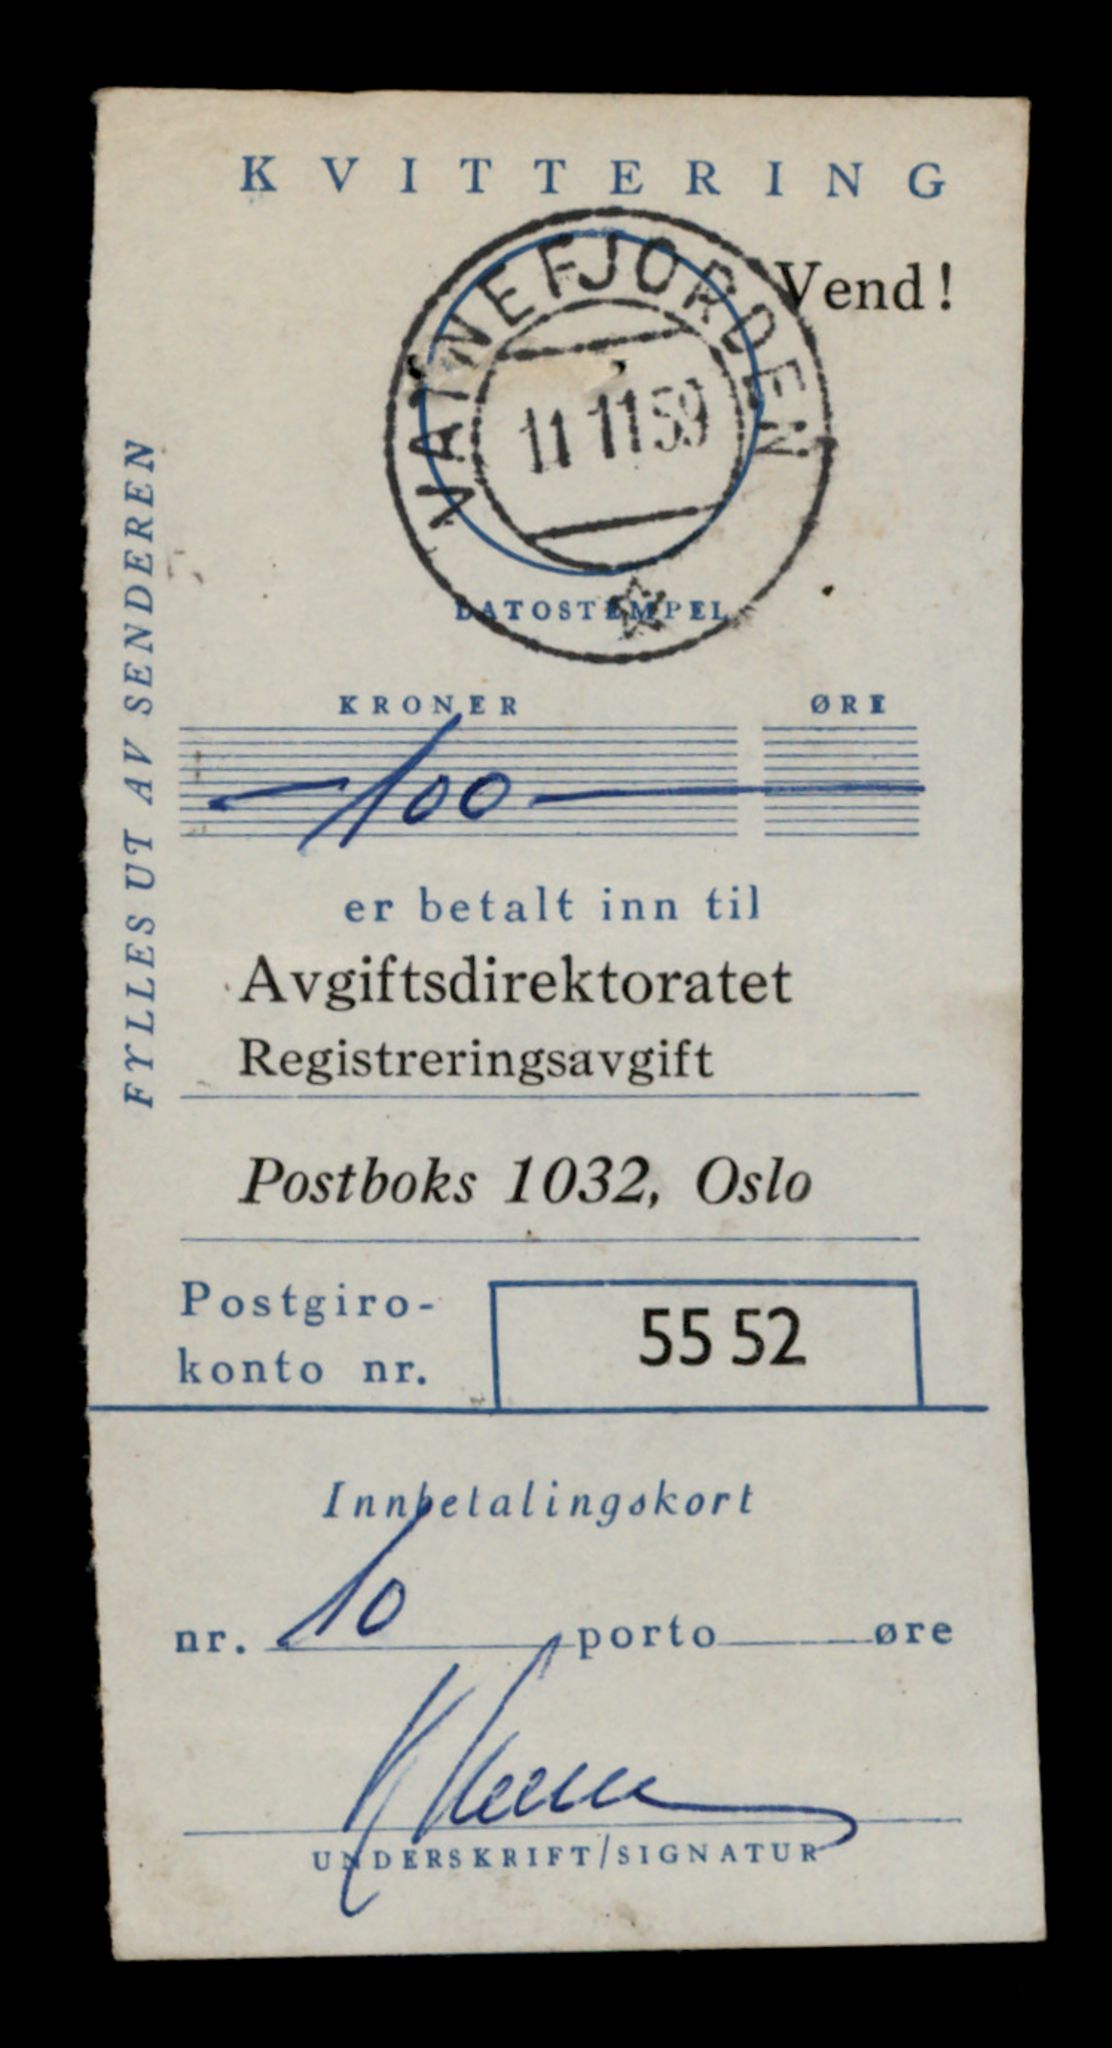 KVITTERING
Vend!
VATNEFJORDEN
11 11 59
DATOSTEMPEL
FYLLES UT AV SENDEREN
KRONER ØRE
—100—
er betalt inn til
Avgiftsdirektoratet
Registreringsavgift
Postboks 1032, Oslo
Postgiro-
konto nr. 55 52
Innbetalingskort
nr. 10 porto øre
UNDERSKRIFT/SIGNATUR